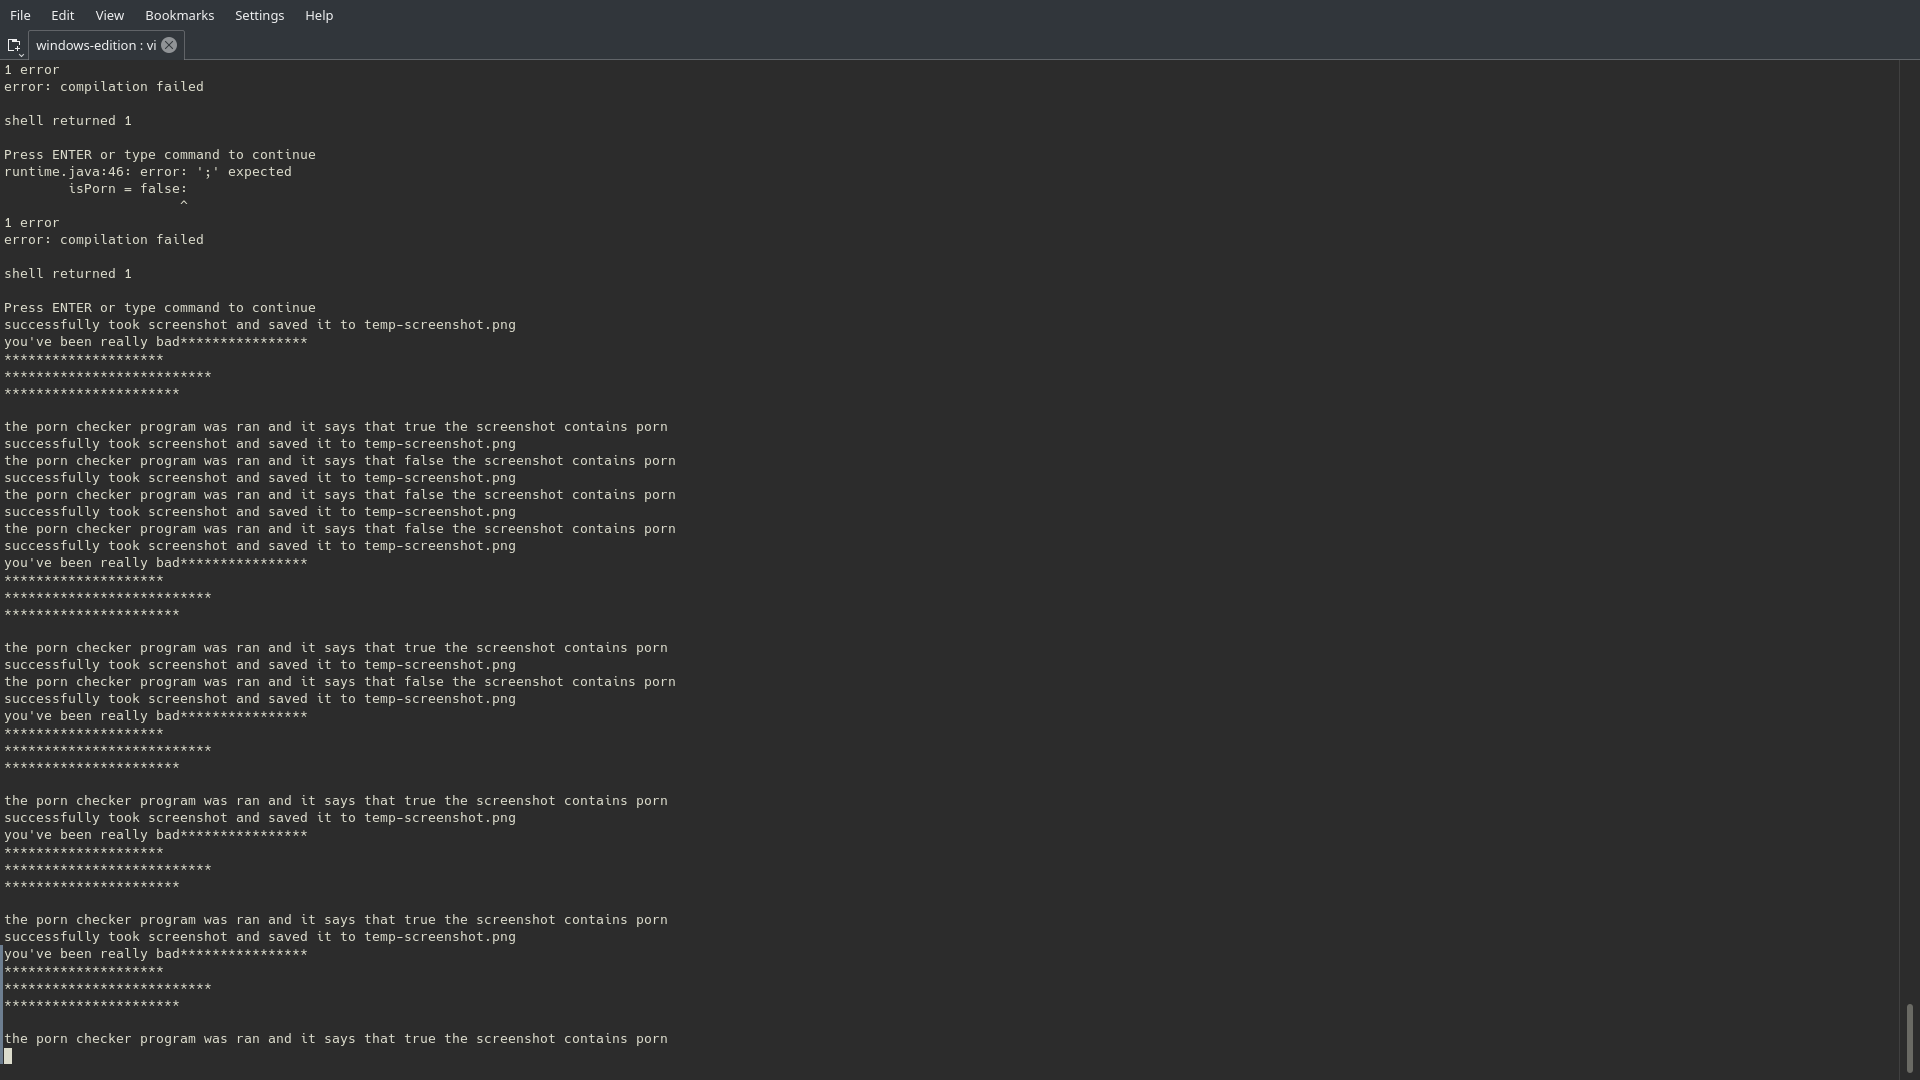 File Edit View Bookmarks Settings Help
windows-edition : vi
1 error
error: compilation failed
shell returned 1
Press ENTER or type command to continue
runtime.java:46: error: ';' expected
isPorn = false:
^
1 error
error: compilation failed
shell returned 1
Press ENTER or type command to continue
successfully took screenshot and saved it to temp-screenshot.png
you've been really bad****************
********************
**************************
**********************
the porn checker program was ran and it says that true the screenshot contains porn
successfully took screenshot and saved it to temp-screenshot.png
the porn checker program was ran and it says that false the screenshot contains porn
successfully took screenshot and saved it to temp-screenshot.png
the porn checker program was ran and it says that false the screenshot contains porn
successfully took screenshot and saved it to temp-screenshot.png
the porn checker program was ran and it says that false the screenshot contains porn
successfully took screenshot and saved it to temp-screenshot.png
you've been really bad****************
********************
**************************
**********************
the porn checker program was ran and it says that true the screenshot contains porn
successfully took screenshot and saved it to temp-screenshot.png
the porn checker program was ran and it says that false the screenshot contains porn
successfully took screenshot and saved it to temp-screenshot.png
you've been really bad****************
********************
**************************
**********************
the porn checker program was ran and it says that true the screenshot contains porn
successfully took screenshot and saved it to temp-screenshot.png
you've been really bad****************
********************
**************************
**********************
the porn checker program was ran and it says that true the screenshot contains porn
successfully took screenshot and saved it to temp-screenshot.png
you've been really bad****************
********************
**************************
**********************
the porn checker program was ran and it says that true the screenshot contains porn